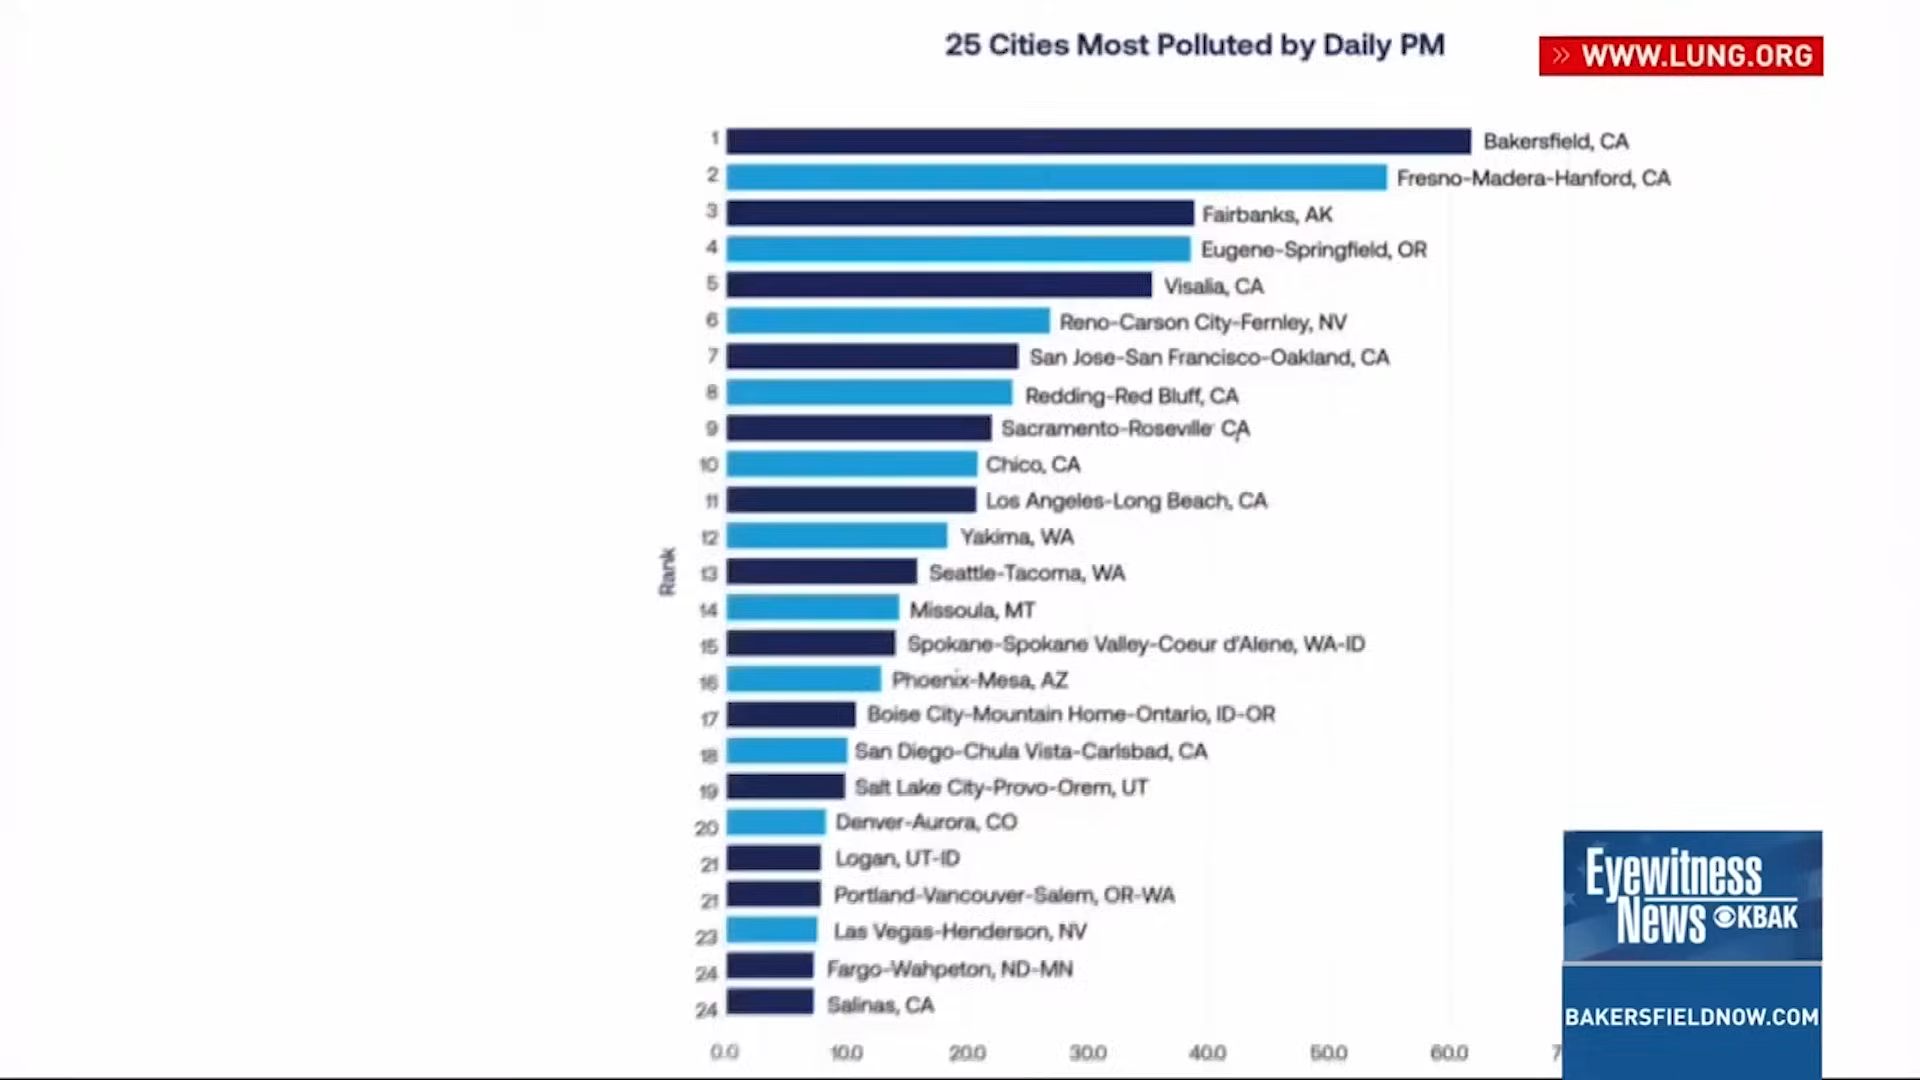 25 Cities Most Polluted by Daily PM
» WWW.LUNG.ORG
1 Bakersfield, CA
2 Fresno-Madera-Hanford, CA
3 Fairbanks, AK
4 Eugene-Springfield, OR
5 Visalia, CA
6 Reno-Carson City-Fernley, NV
7 San Jose-San Francisco-Oakland, CA
8 Redding-Red Bluff, CA
9 Sacramento-Roseville CA
10 Chico, CA
11 Los Angeles-Long Beach, CA
12 Yakima, WA
Rank
13 Seattle-Tacoma, WA
14 Missoula, MT
15 Spokane-Spokane Valley-Coeur d'Alene, WA-ID
16 Phoenix-Mesa, AZ
17 Boise City-Mountain Home-Ontario, ID-OR
18 San Diego-Chula Vista-Carlsbad, CA
19 Salt Lake City-Provo-Orem, UT
20 Denver-Aurora, CO
21 Logan, UT-ID
21 Portland-Vancouver-Salem, OR-WA
23 Las Vegas-Henderson, NV
24 Fargo-Wahpeton, ND-MN
24 Salinas, CA
0.0 10.0 20.0 30.0 40.0 50.0 60.0 7
Eyewitness
News KBAK
BAKERSFIELDNOW.COM